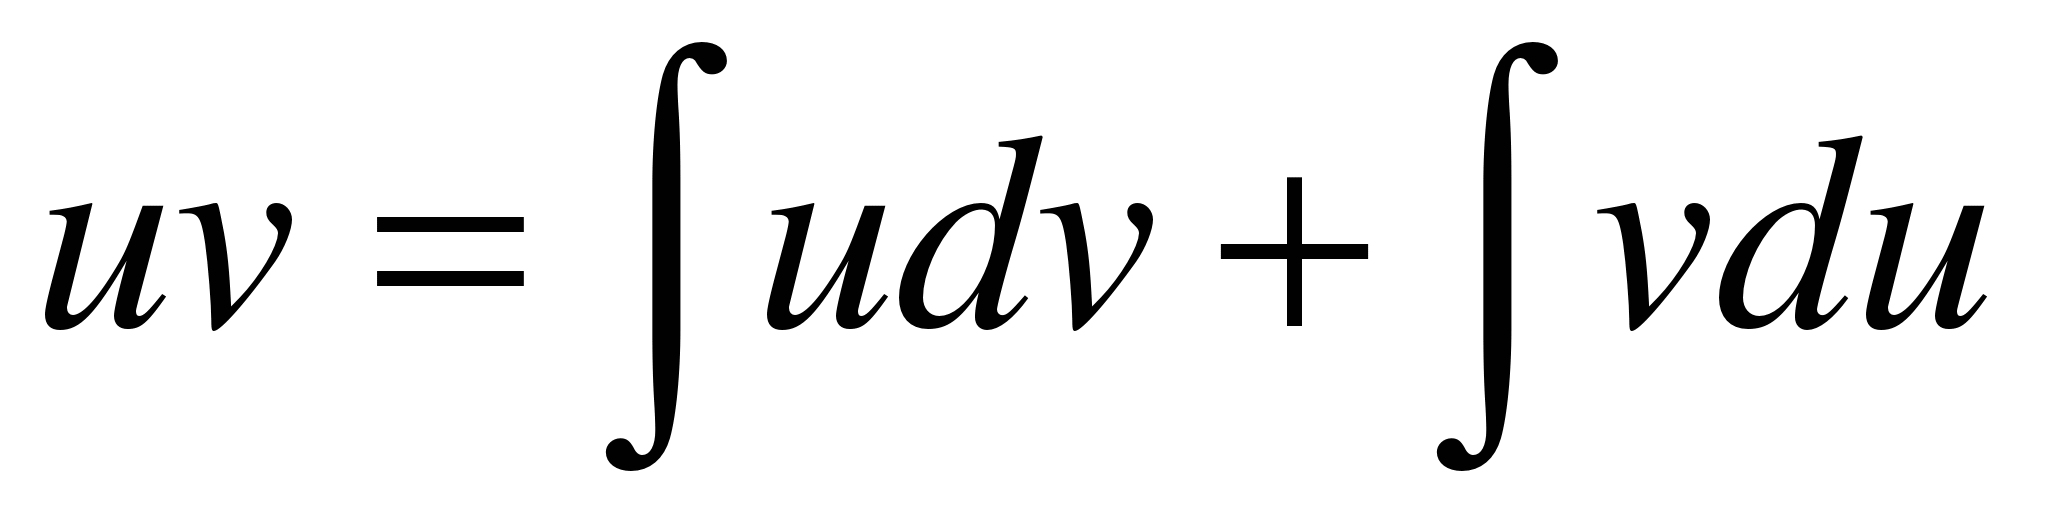 uv = ∫ udv + ∫ vdu